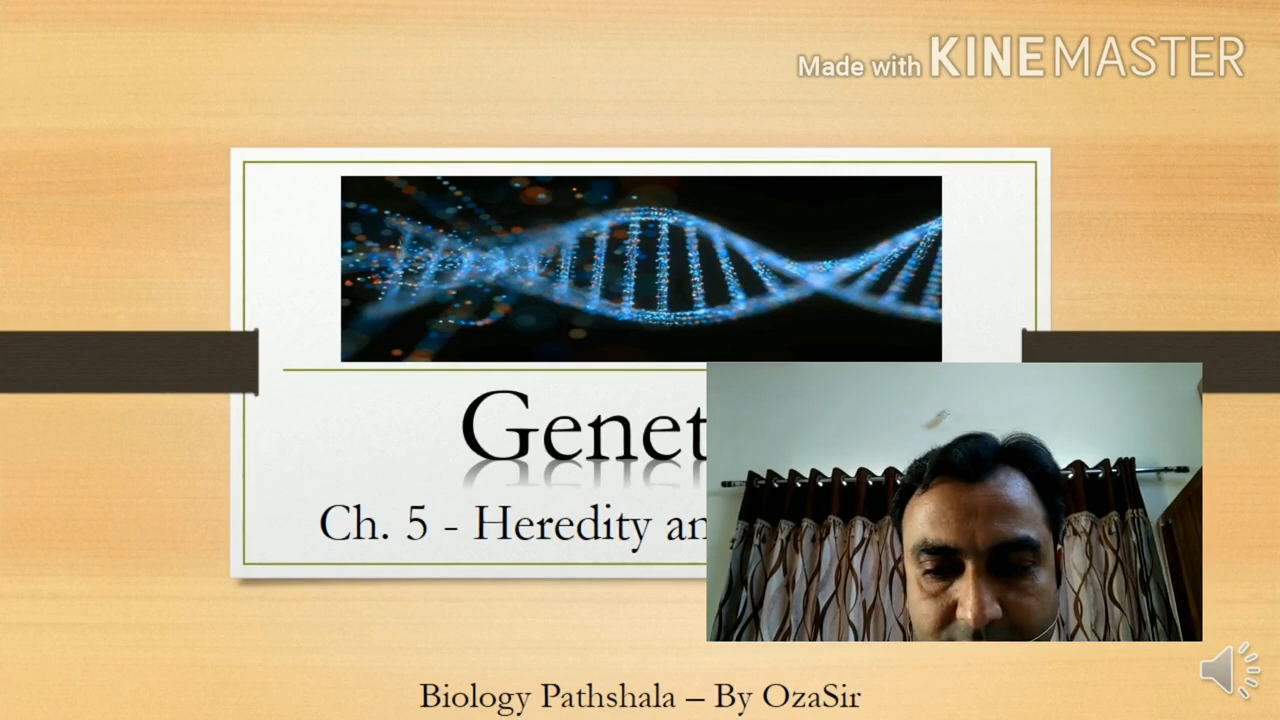 Made with KINEMASTER
Genet
Ch. 5 - Heredity an
Biology Pathshala – By OzaSir